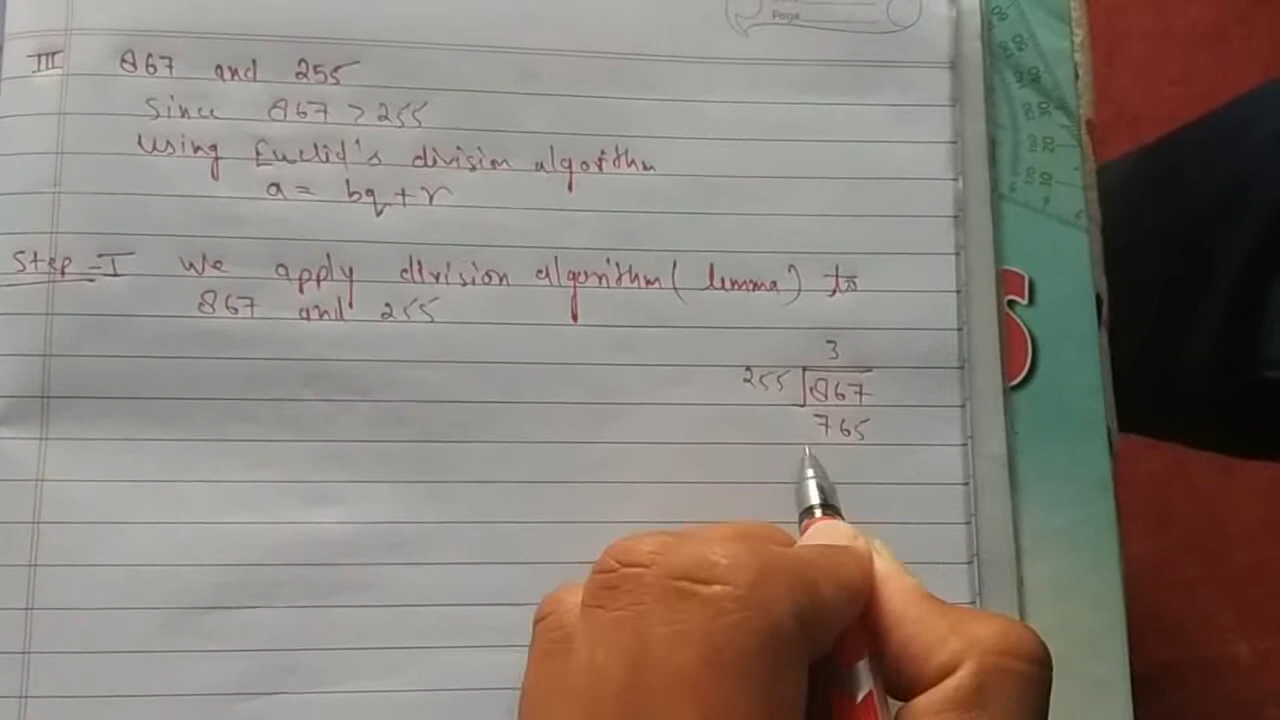 Page
III 867 and 255
Since 867 > 255
Using Euclid's division algorithm
a = bq + r
Step-I We apply division algorithm (lemma) to
867 and 255
3
255 867
765